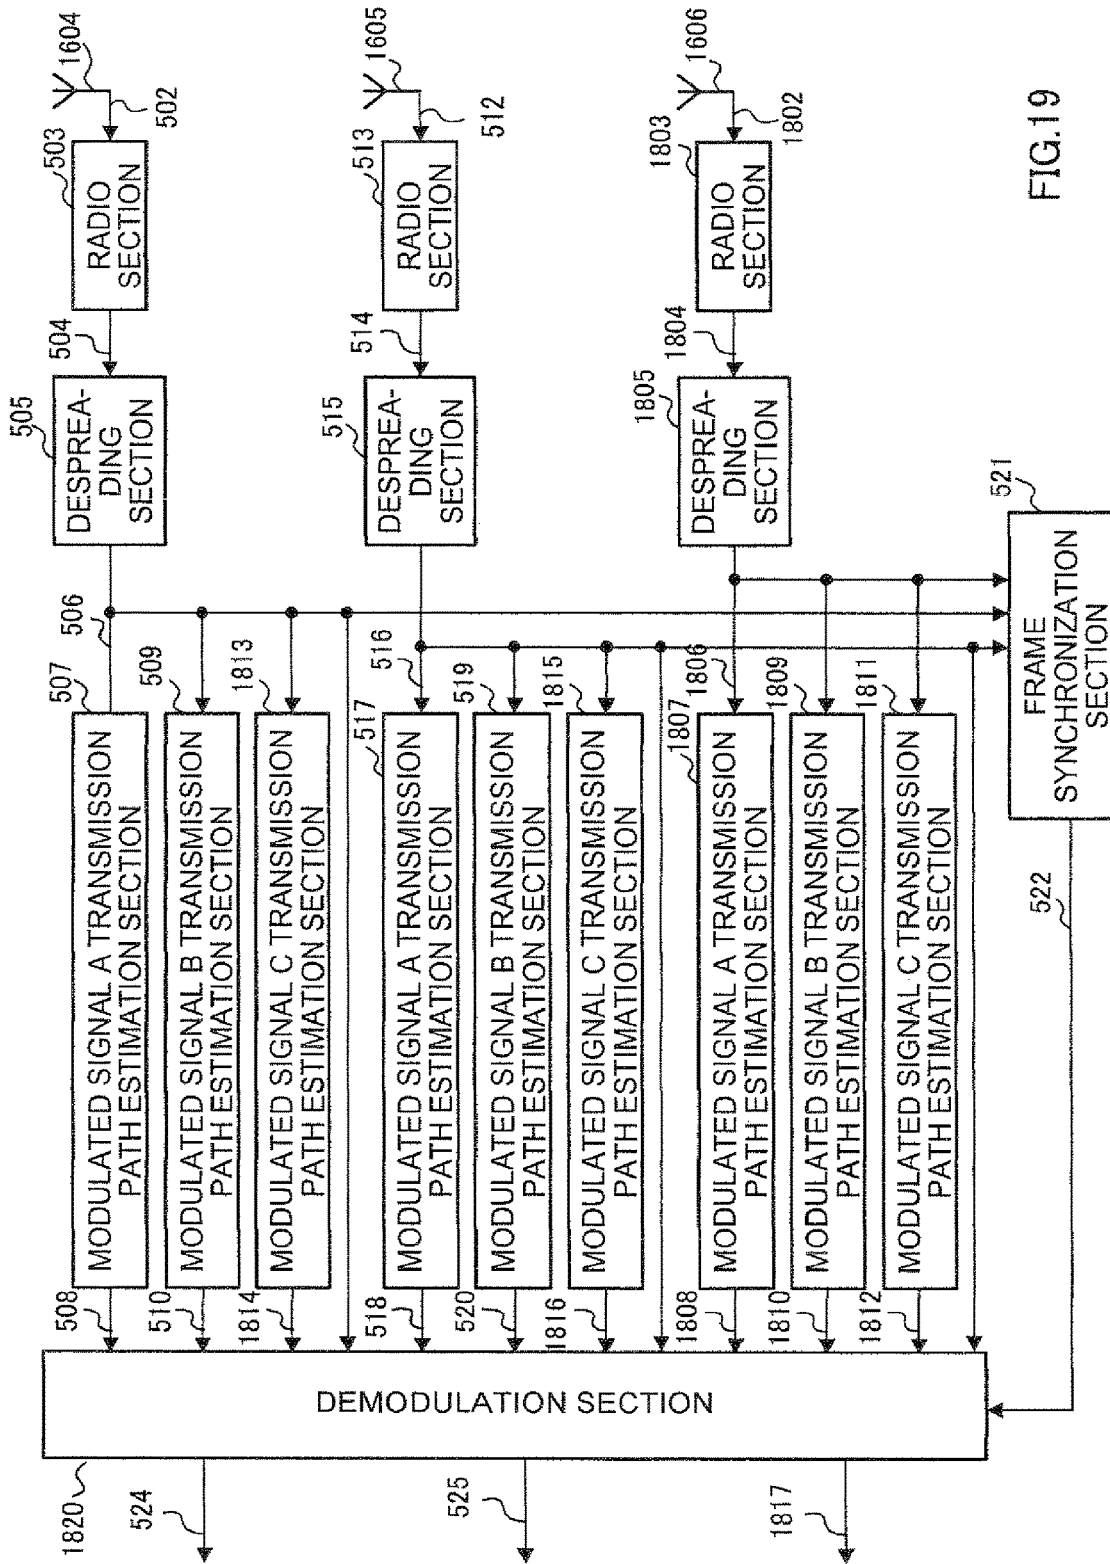 1604
502
503
RADIO
SECTION
504
505
DESPREA-
DING
SECTION
506
507
MODULATED SIGNAL A TRANSMISSION
PATH ESTIMATION SECTION
508
509
MODULATED SIGNAL B TRANSMISSION
PATH ESTIMATION SECTION
510
1813
MODULATED SIGNAL C TRANSMISSION
PATH ESTIMATION SECTION
1814
1605
512
513
RADIO
SECTION
514
515
DESPREA-
DING
SECTION
516
517
MODULATED SIGNAL A TRANSMISSION
PATH ESTIMATION SECTION
518
519
MODULATED SIGNAL B TRANSMISSION
PATH ESTIMATION SECTION
520
1815
MODULATED SIGNAL C TRANSMISSION
PATH ESTIMATION SECTION
1816
1606
1802
1803
RADIO
SECTION
1804
1805
DESPREA-
DING
SECTION
1806
1807
MODULATED SIGNAL A TRANSMISSION
PATH ESTIMATION SECTION
1808
1809
MODULATED SIGNAL B TRANSMISSION
PATH ESTIMATION SECTION
1810
1811
MODULATED SIGNAL C TRANSMISSION
PATH ESTIMATION SECTION
1812
521
FRAME
SYNCHRONIZATION
SECTION
522
DEMODULATION SECTION
1820
524
525
1817
FIG.19